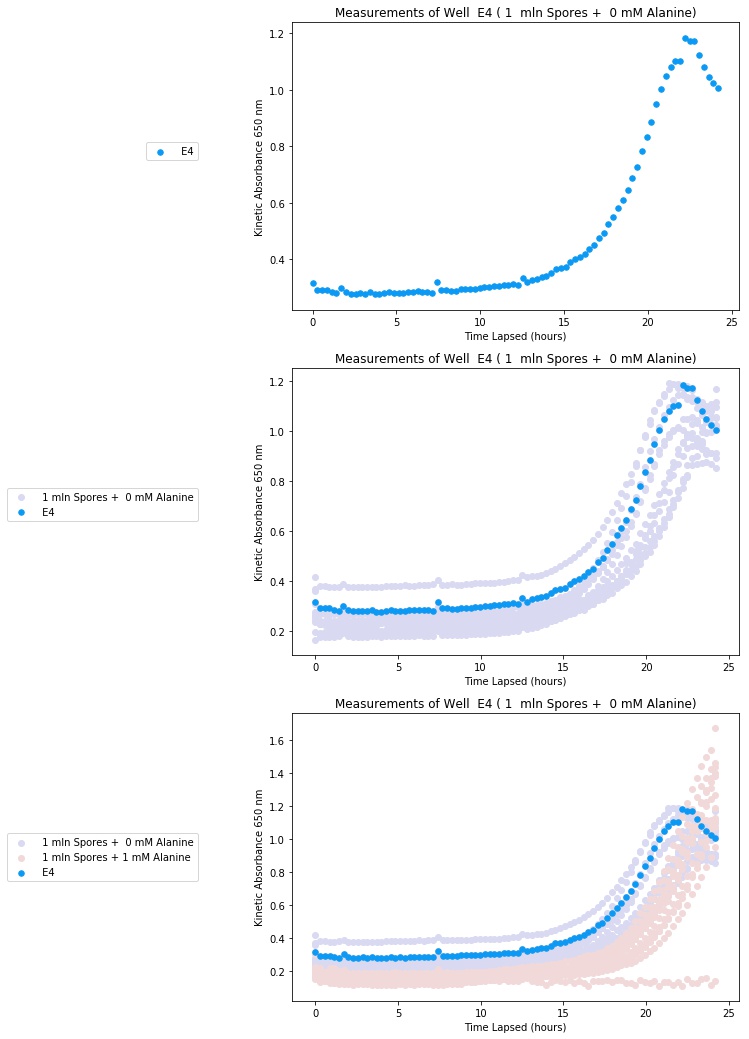 Measurements of Well  E4 ( 1  mln Spores +  0 mM Alanine)
E4
Kinetic Absorbance 650 nm
1.2
1.0
0.8
0.6
0.4
0 5 10 15 20 25
Time Lapsed (hours)
Measurements of Well  E4 ( 1  mln Spores +  0 mM Alanine)
1 mln Spores +  0 mM Alanine
E4
Kinetic Absorbance 650 nm
1.2
1.0
0.8
0.6
0.4
0.2
0 5 10 15 20 25
Time Lapsed (hours)
Measurements of Well  E4 ( 1  mln Spores +  0 mM Alanine)
1 mln Spores +  0 mM Alanine
1 mln Spores + 1 mM Alanine
E4
Kinetic Absorbance 650 nm
1.6
1.4
1.2
1.0
0.8
0.6
0.4
0.2
0 5 10 15 20 25
Time Lapsed (hours)